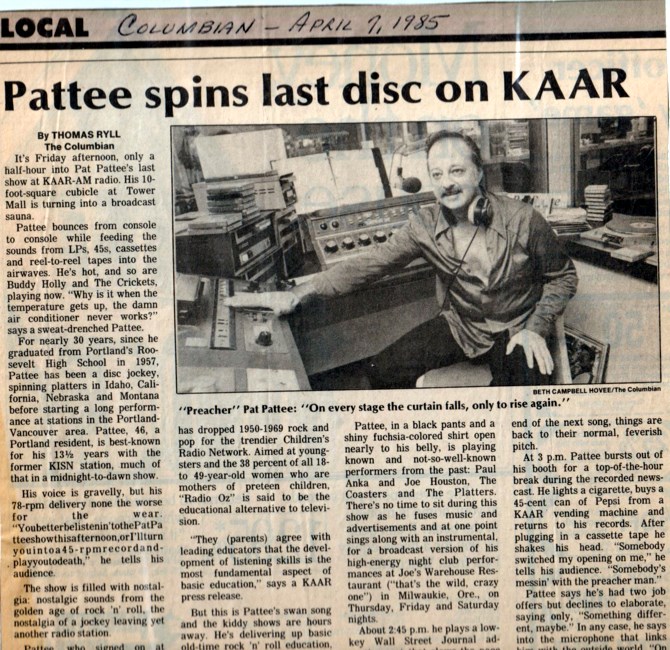 LOCAL COLUMBIAN - APRIL 7, 1985
Pattee spins last disc on KAAR
By THOMAS RYLL
The Columbian
It's Friday afternoon, only a
half-hour into Pat Pattee's last
show at KAAR-AM radio. His 10-
foot-square cubicle at Tower
Mall is turning into a broadcast
sauna.
Pattee bounces from console
to console while feeding the
sounds from LPs, 45s, cassettes
and reel-to-reel tapes into the
airwaves. He's hot, and so are
Buddy Holly and The Crickets,
playing now. "Why is it when the
temperature gets up, the damn
air conditioner never works?"
says a sweat-drenched Pattee.
For nearly 30 years, since he
graduated from Portland's Roo-
sevelt High School in 1957,
Pattee has been a disc jockey,
spinning platters in Idaho, Cali-
fornia, Nebraska and Montana
before starting a long perform-
ance at stations in the Portland-
Vancouver area. Pattee, 46, a
Portland resident, is best-known
for his 13½ years with the
former KISN station, much of
that in a midnight-to-dawn show.
His voice is gravelly, but his
78-rpm delivery none the worse
for the wear.
"Youbetterbelistenin'tothePatPa
tteeshowthisafternoon,orI'llturn
youintoa45-rpmrecordand-
playyoutodeath," he tells his
audience.
The show is filled with nostal-
gia: nostalgic sounds from the
golden age of rock 'n' roll, the
nostalgia of a jockey leaving yet
another radio station.
Pattee, who signed on at
BETH CAMPBELL HOVEE/The Columbian
"Preacher" Pat Pattee: "On every stage the curtain falls, only to rise again."
has dropped 1950-1969 rock and
pop for the trendier Children's
Radio Network. Aimed at young-
sters and the 38 percent of all 18-
to 49-year-old women who are
mothers of preteen children,
"Radio Oz" is said to be the
educational alternative to televi-
sion.
"They (parents) agree with
leading educators that the devel-
opment of listening skills is the
most fundamental aspect of
basic education," says a KAAR
press release.
But this is Pattee's swan song
and the kiddy shows are hours
away. He's delivering up basic
old-time rock 'n' roll education,
Pattee, in a black pants and a
shiny fuchsia-colored shirt open
nearly to his belly, is playing
known and not-so-well-known
performers from the past: Paul
Anka and Joe Houston, The
Coasters and The Platters.
There's no time to sit during this
show as he fuses music and
advertisements and at one point
sings along with an instrumental,
for a broadcast version of his
high-energy night club perfor-
mances at Joe's Warehouse Res-
taurant ("that's the wild, crazy
one") in Milwaukie, Ore., on
Thursday, Friday and Saturday
nights.
About 2:45 p.m. he plays a low-
key Wall Street Journal ad-
end of the next song, things are
back to their normal, feverish
pitch.
At 3 p.m. Pattee bursts out of
his booth for a top-of-the-hour
break during the recorded news-
cast. He lights a cigarette, buys a
45-cent can of Pepsi from a
KAAR vending machine and
returns to his records. After
plugging in a cassette tape he
shakes his head. "Somebody
switched my opening on me," he
tells his audience. "Somebody's
messin' with the preacher man."
Pattee says he's had two job
offers but declines to elaborate,
saying only, "Something differ-
ent, maybe." In any case, he says
into the microphone that links